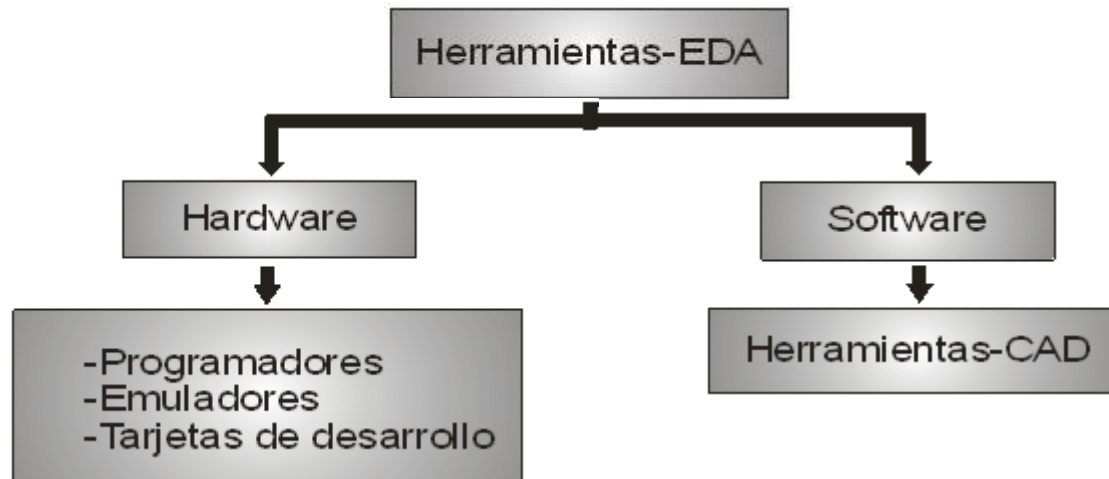 Herramientas-EDA
Hardware
Software
-Programadores
-Emuladores
-Tarjetas de desarrollo
Herramientas-CAD